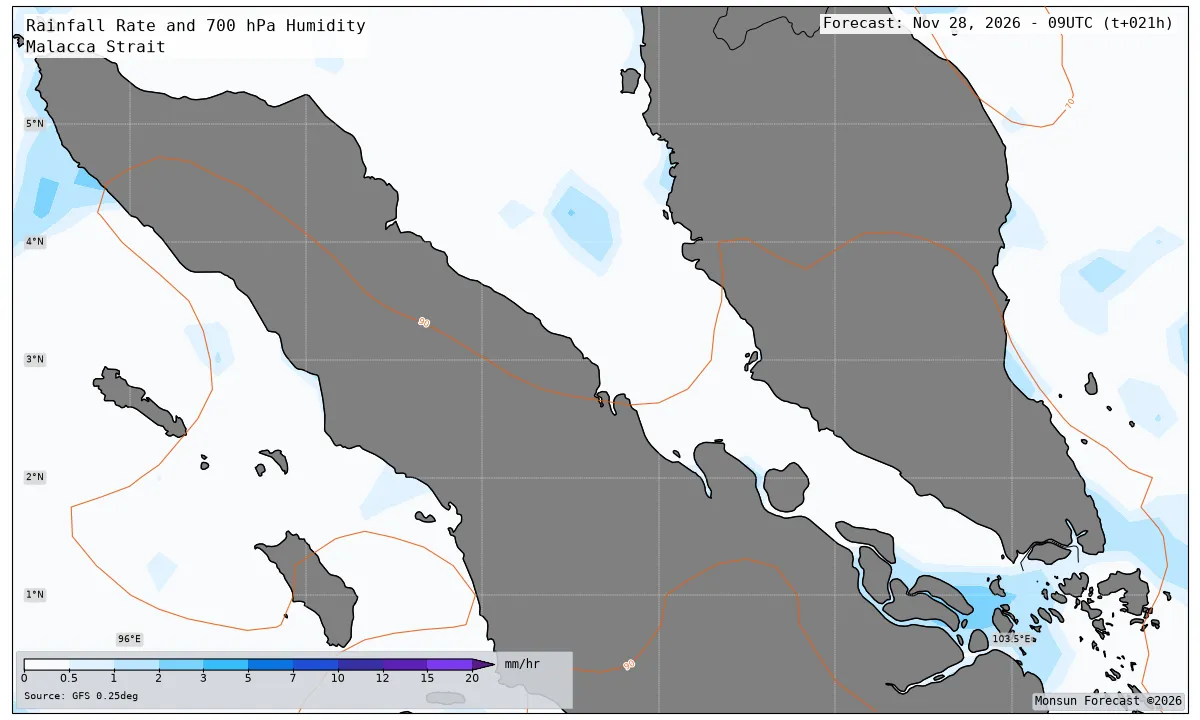 Rainfall Rate and 700 hPa Humidity
Malacca Strait
Forecast: Nov 28, 2026 - 09UTC (t+021h)
70
5°N
4°N
90
3°N
2°N
1°N
96°E
103.5°E
90
0 0.5 1 2 3 5 7 10 12 15 20 mm/hr
Source: GFS 0.25deg
Monsun Forecast ©2026